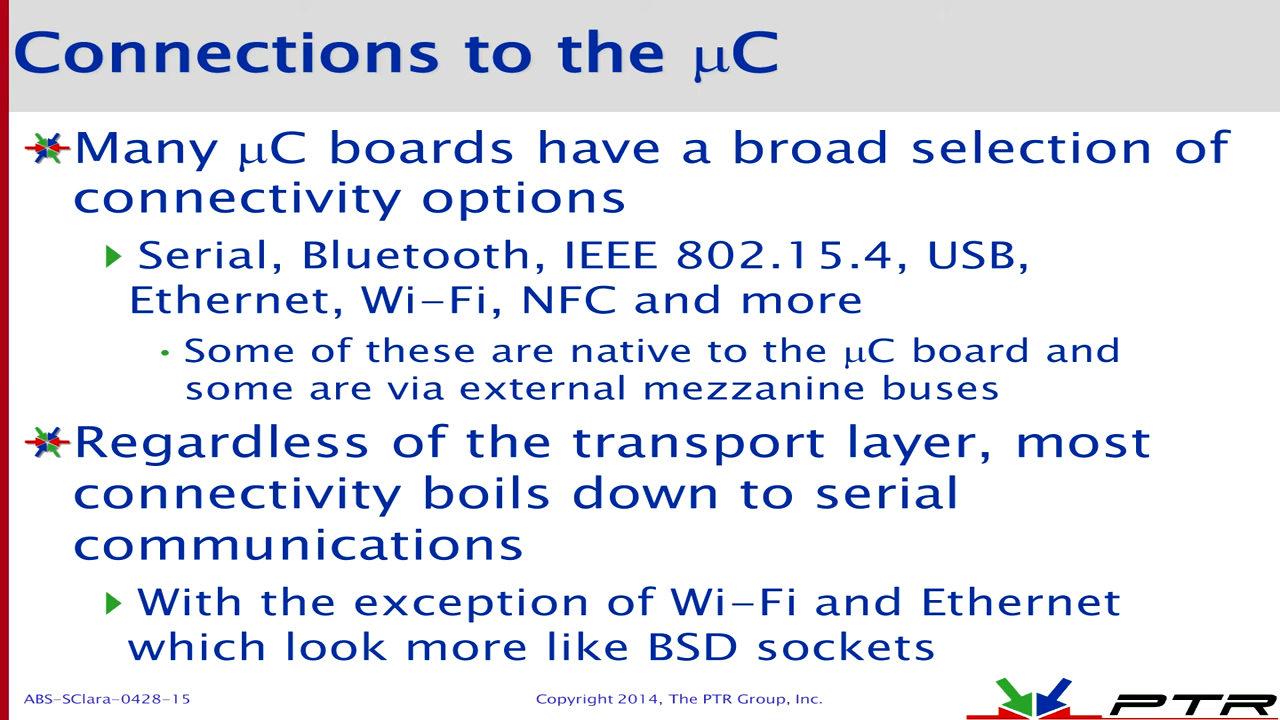 Connections to the μC
Many μC boards have a broad selection of
connectivity options
Serial, Bluetooth, IEEE 802.15.4, USB,
Ethernet, Wi-Fi, NFC and more
• Some of these are native to the μC board and
some are via external mezzanine buses
Regardless of the transport layer, most
connectivity boils down to serial
communications
With the exception of Wi-Fi and Ethernet
which look more like BSD sockets
ABS-SClara-0428-15
Copyright 2014, The PTR Group, Inc.
PTR